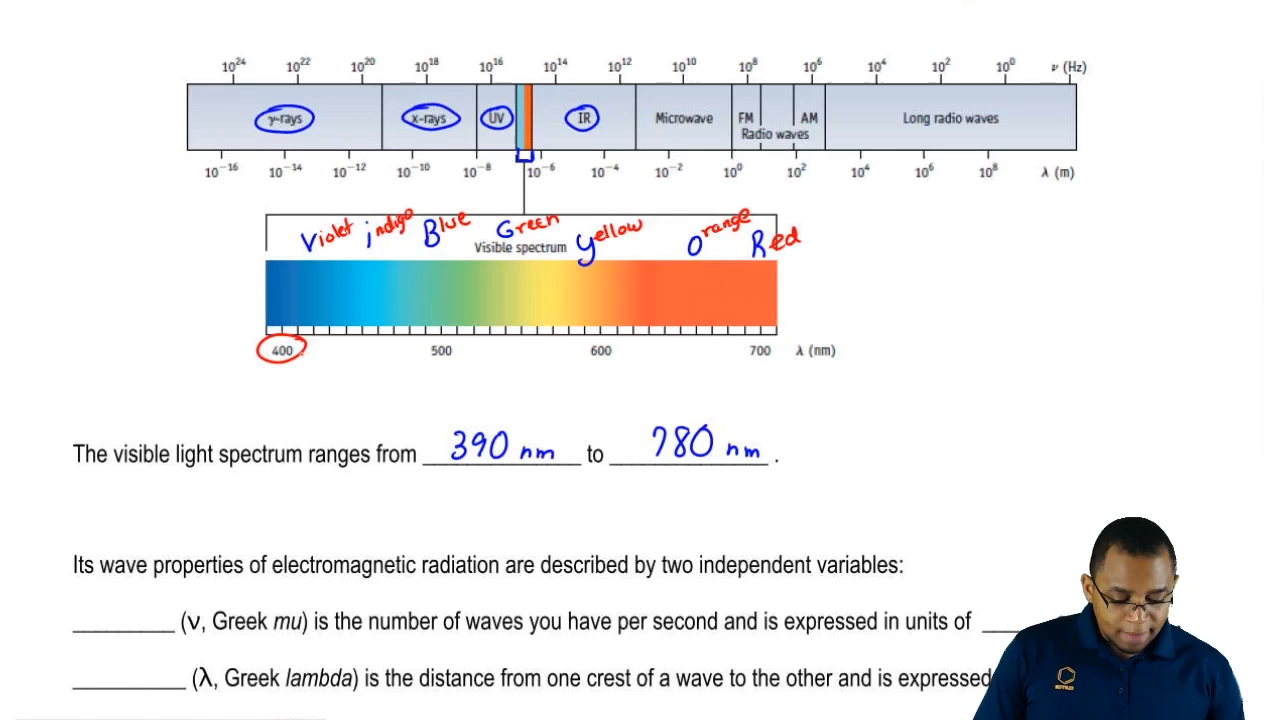 10²⁴ 10²² 10²⁰ 10¹⁸ 10¹⁶ 10¹⁴ 10¹² 10¹⁰ 10⁸ 10⁶ 10⁴ 10² 10⁰ ν (Hz)
γ-rays x-rays UV IR Microwave FM AM Long radio waves
Radio waves
10⁻¹⁶ 10⁻¹⁴ 10⁻¹² 10⁻¹⁰ 10⁻⁸ 10⁻⁶ 10⁻⁴ 10⁻² 10⁰ 10² 10⁴ 10⁶ 10⁸ λ (m)
Violet indigo Blue Green yellow Orange Red
Visible spectrum
400 500 600 700 λ (nm)
The visible light spectrum ranges from 390 nm to 780 nm .
Its wave properties of electromagnetic radiation are described by two independent variables:
(ν, Greek mu) is the number of waves you have per second and is expressed in units of
(λ, Greek lambda) is the distance from one crest of a wave to the other and is expressed